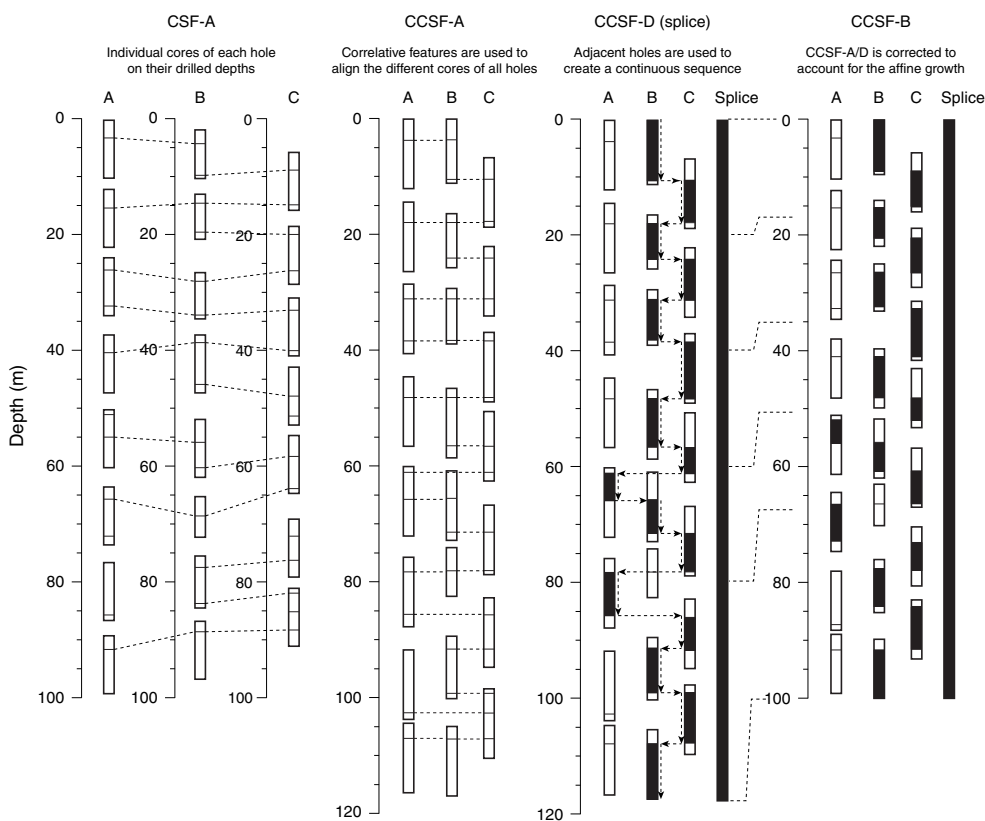 CSF-A
Individual cores of each hole
on their drilled depths
A
B
C
0
20
40
60
80
100
0
20
40
60
80
100
0
20
40
60
80
100
Depth (m)
CCSF-A
Correlative features are used to
align the different cores of all holes
A
B
C
0
20
40
60
80
100
120
CCSF-D (splice)
Adjacent holes are used to
create a continuous sequence
A
B
C
Splice
0
20
40
60
80
100
120
CCSF-B
CCSF-A/D is corrected to
account for the affine growth
A
B
C
Splice
0
20
40
60
80
100